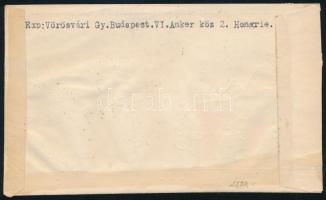 Exp:Vörösvári Gy.Budapest.VI.Anker köz 2. Hongrie.